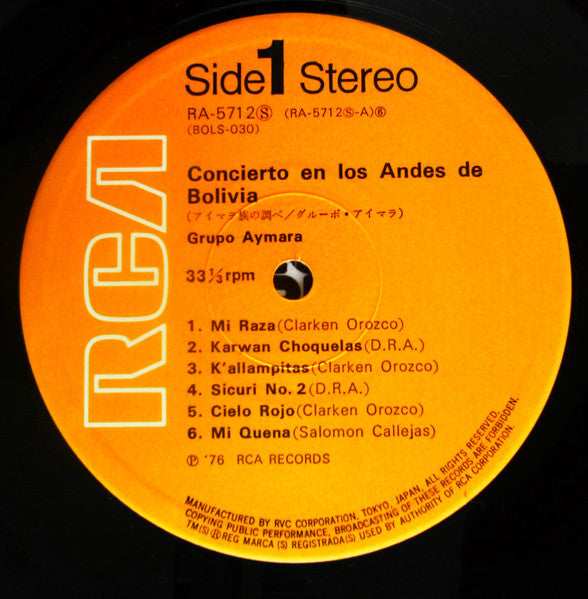 RCA
Side 1 Stereo
RA-5712Ⓢ (RA-5712Ⓢ-A)⑥
(BOLS-030)
Concierto en los Andes de
Bolivia
(アイマラ族の調べ/グルーポ・アイマラ)
Grupo Aymara
33⅓rpm
1. Mi Raza(Clarken Orozco)
2. Karwan Choquelas(D.R.A.)
3. K'allampitas(Clarken Orozco)
4. Sicuri No.2(D.R.A.)
5. Cielo Rojo(Clarken Orozco)
6. Mi Quena(Salomon Callejas)
Ⓟ '76 RCA RECORDS
MANUFACTURED BY RVC CORPORATION, TOKYO, JAPAN. ALL RIGHTS RESERVED.
COPYING PUBLIC PERFORMANCE, BROADCASTING OF THESE RECORDS ARE FORBIDDEN.
TM(S) ® REG MARCA (S) REGISTRADA(S) USED BY AUTHORITY OF RCA CORPORATION.